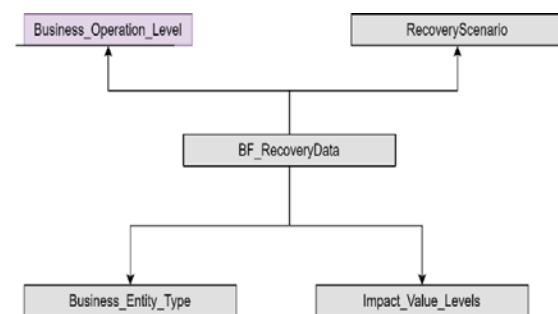 Business_Operation_Level
RecoveryScenario
BF_RecoveryData
Business_Entity_Type
Impact_Value_Levels